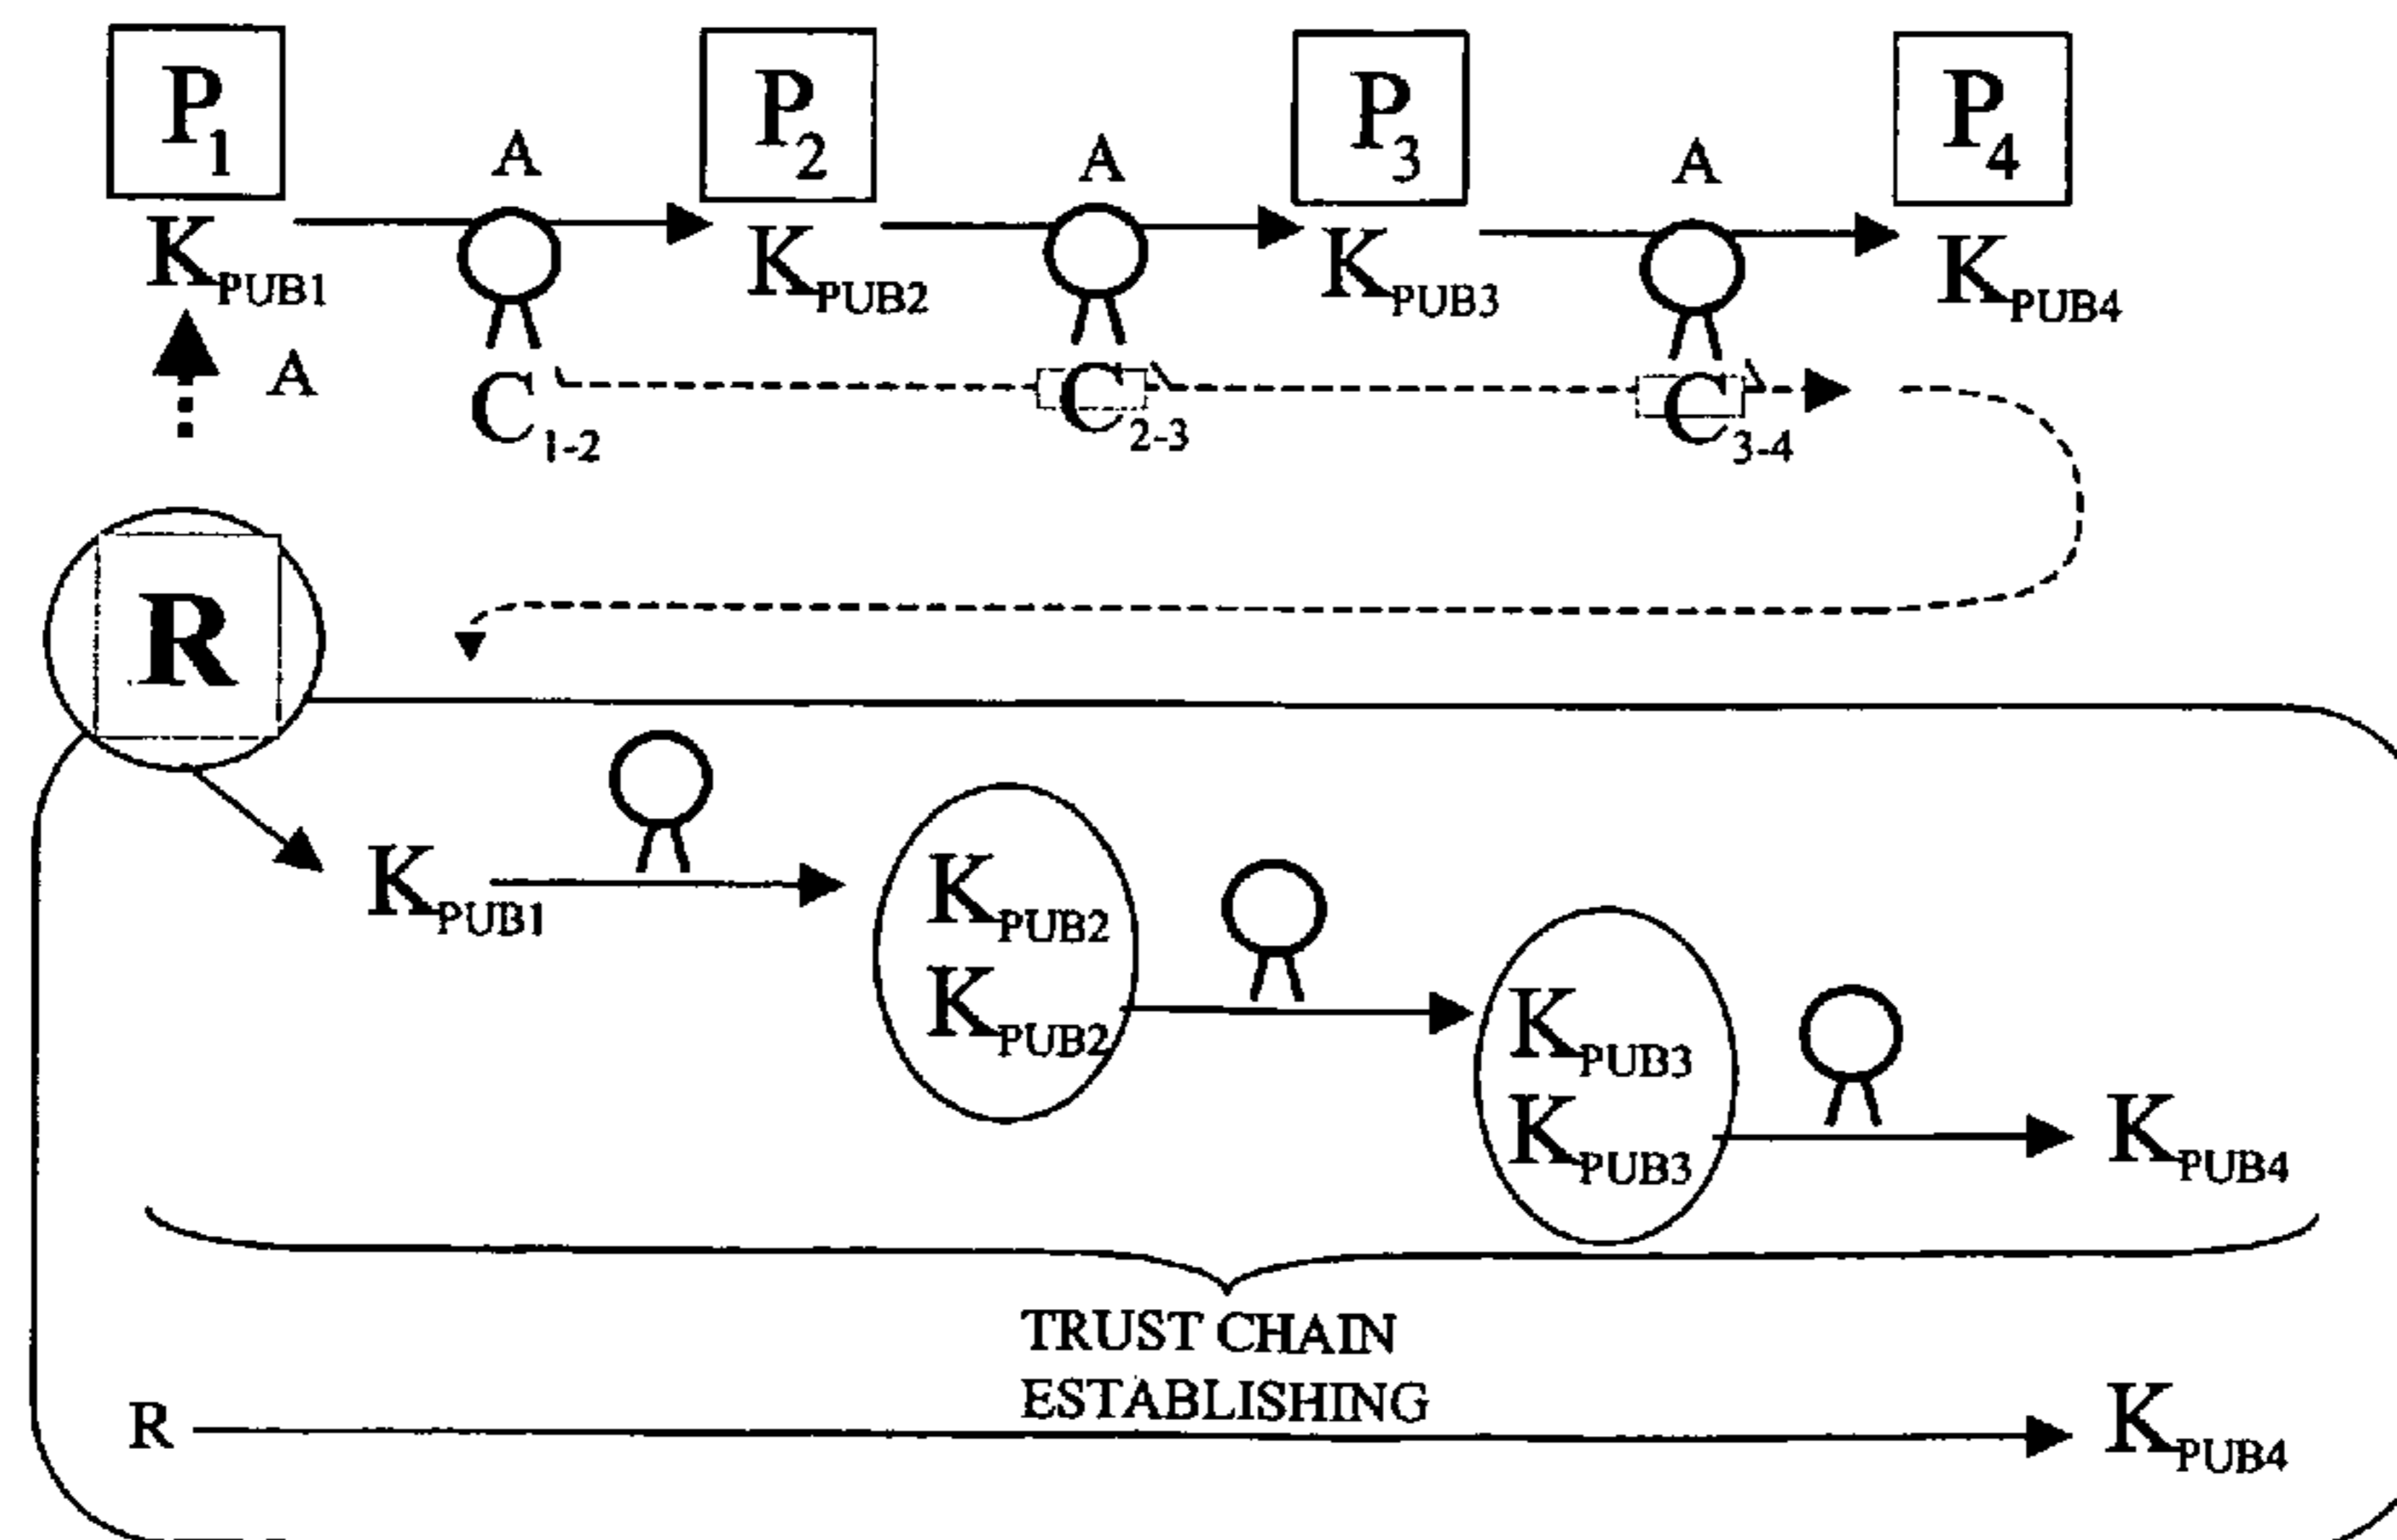 P1 P2 P3 P4
A A A
KPUB1 KPUB2 KPUB3 KPUB4
A
C1-2 C2-3 C3-4
R
KPUB1 KPUB2
KPUB2 KPUB3
KPUB3 KPUB4
TRUST CHAIN
ESTABLISHING
R KPUB4